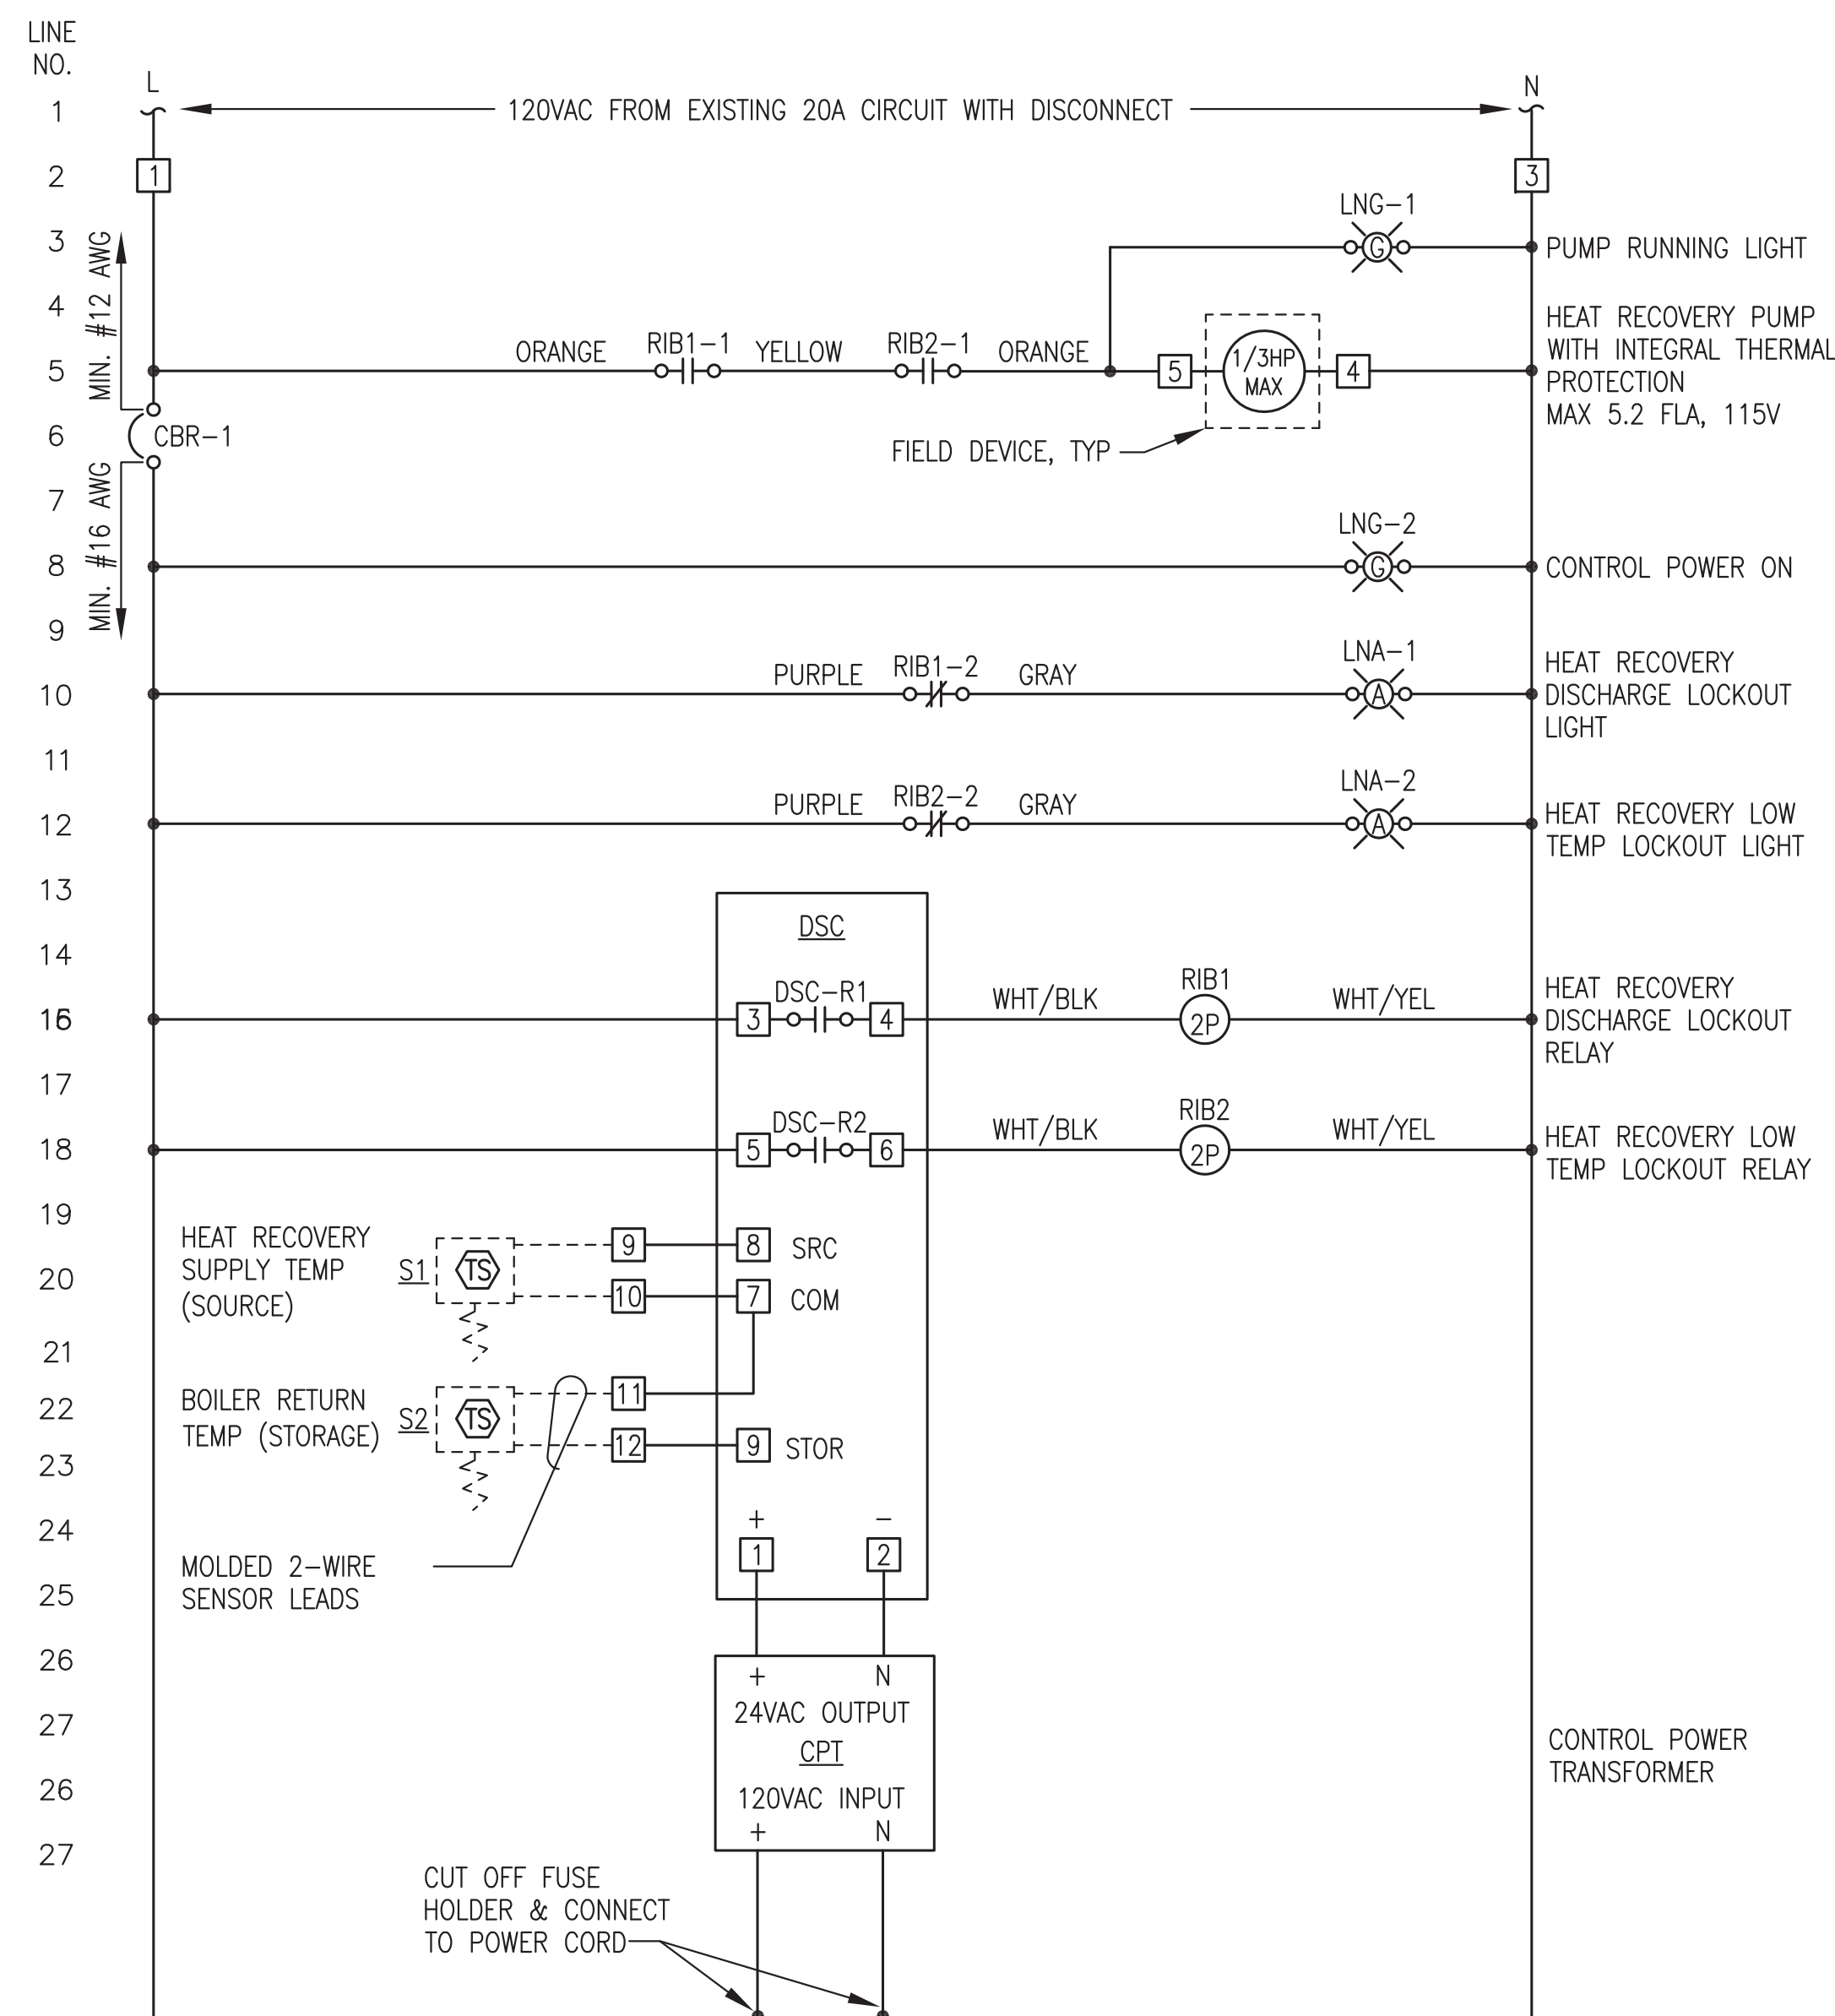 LINE
NO.
L
N
1
120VAC FROM EXISTING 20A CIRCUIT WITH DISCONNECT
2
1
3
LNG-1
3
MIN. #12 AWG
G
PUMP RUNNING LIGHT
4
HEAT RECOVERY PUMP
WITH INTEGRAL THERMAL
PROTECTION
MAX 5.2 FLA, 115V
5
ORANGE
RIB1-1
YELLOW
RIB2-1
ORANGE
5
1/3HP
MAX
4
6
CBR-1
FIELD DEVICE, TYP
7
MIN. #16 AWG
LNG-2
8
G
CONTROL POWER ON
9
10
PURPLE
RIB1-2
GRAY
LNA-1
A
HEAT RECOVERY
DISCHARGE LOCKOUT
LIGHT
11
12
PURPLE
RIB2-2
GRAY
LNA-2
A
HEAT RECOVERY LOW
TEMP LOCKOUT LIGHT
13
DSC
14
DSC-R1
3
4
WHT/BLK
RIB1
2P
WHT/YEL
HEAT RECOVERY
DISCHARGE LOCKOUT
RELAY
17
18
DSC-R2
5
6
WHT/BLK
RIB2
2P
WHT/YEL
HEAT RECOVERY LOW
TEMP LOCKOUT RELAY
19
HEAT RECOVERY
SUPPLY TEMP
(SOURCE)
S1
TS
9
8
SRC
20
10
7
COM
21
BOILER RETURN
TEMP (STORAGE)
S2
TS
11
22
12
9
STOR
23
24
+
-
1
2
MOLDED 2-WIRE
SENSOR LEADS
25
26
+
N
24VAC OUTPUT
27
CPT
CONTROL POWER
TRANSFORMER
26
120VAC INPUT
+
N
27
CUT OFF FUSE
HOLDER & CONNECT
TO POWER CORD